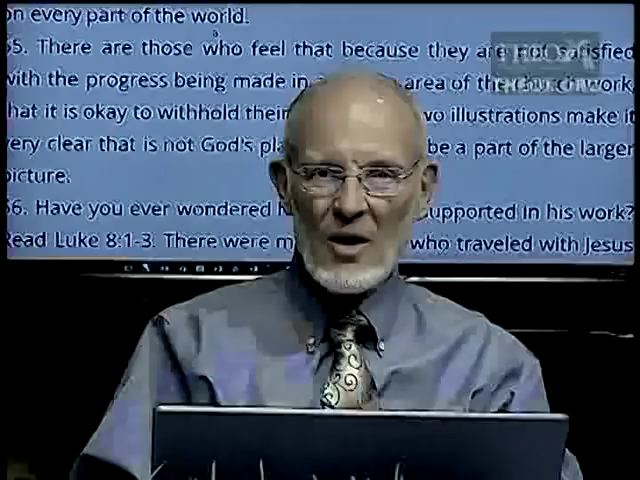 on every part of the world.
55. There are those who feel that because they are not satisfied
with the progress being made in area of the work,
that it is okay to withhold their wo illustrations make it
very clear that is not God's pla be a part of the larger
picture.
56. Have you ever wondered h upported in his work?
Read Luke 8:1-3. There were m who traveled with Jesus